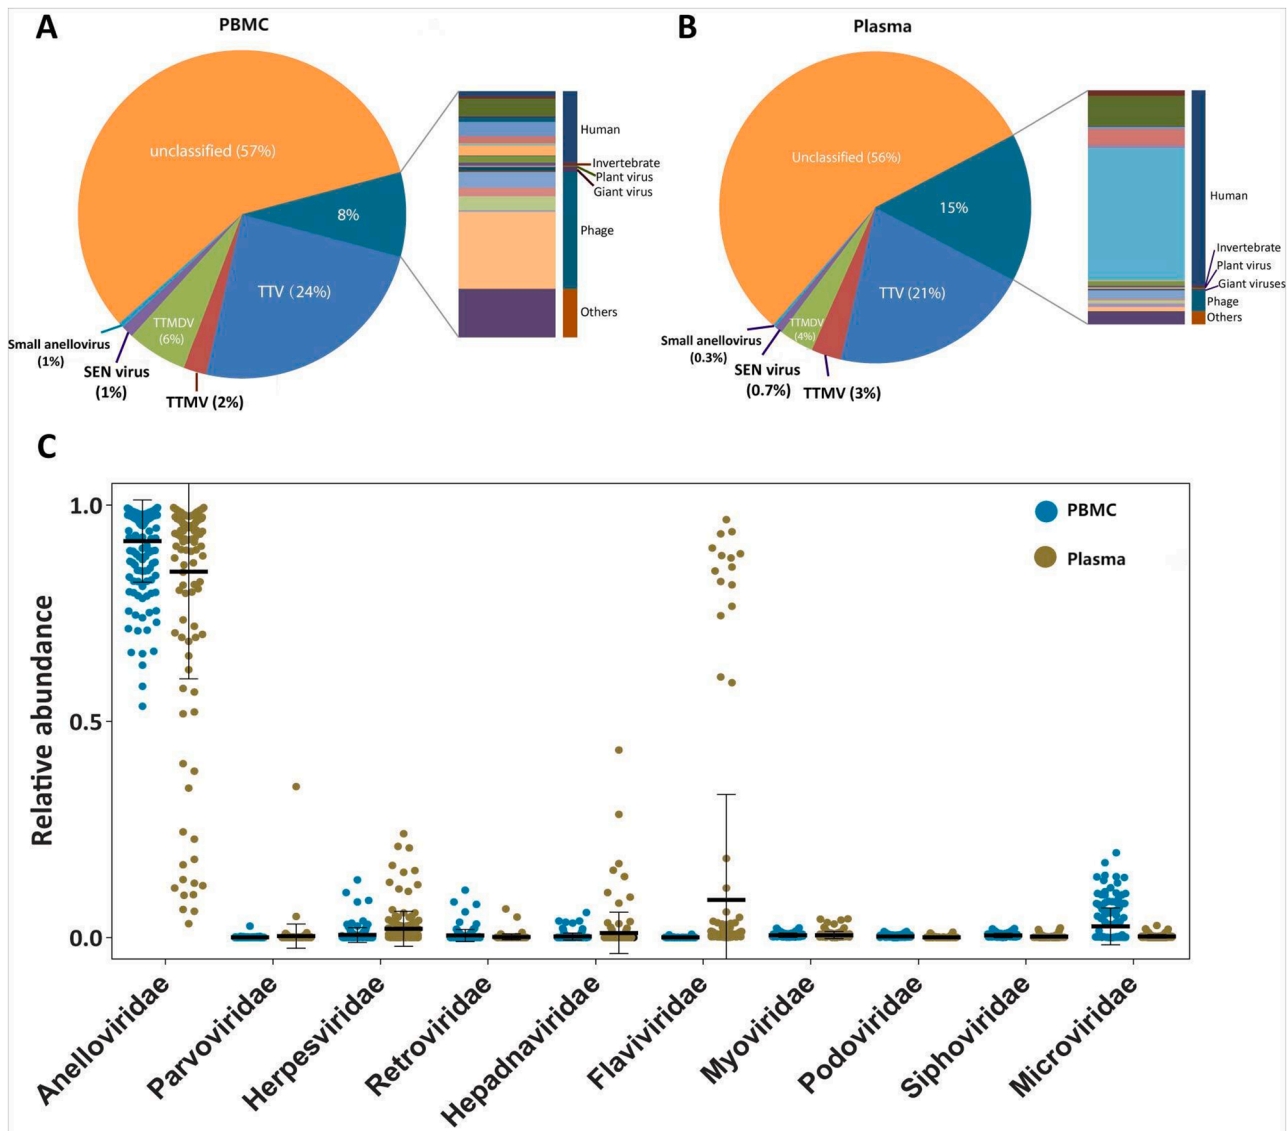 A
PBMC
unclassified (57%)
8%
TTV (24%)
TTMDV
(6%)
Small anellovirus
(1%)
SEN virus
(1%)
TTMV (2%)
Human
Invertebrate
Plant virus
Giant virus
Phage
Others
B
Plasma
Unclassified (56%)
15%
TTV (21%)
TTMDV
(4%)
Small anellovirus
(0.3%)
SEN virus
(0.7%)
TTMV (3%)
Human
Invertebrate
Plant virus
Giant viruses
Phage
Others
C
Relative abundance
1.0
0.5
0.0
PBMC
Plasma
Anelloviridae
Parvoviridae
Herpesviridae
Retroviridae
Hepadnaviridae
Flaviviridae
Myoviridae
Podoviridae
Siphoviridae
Microviridae